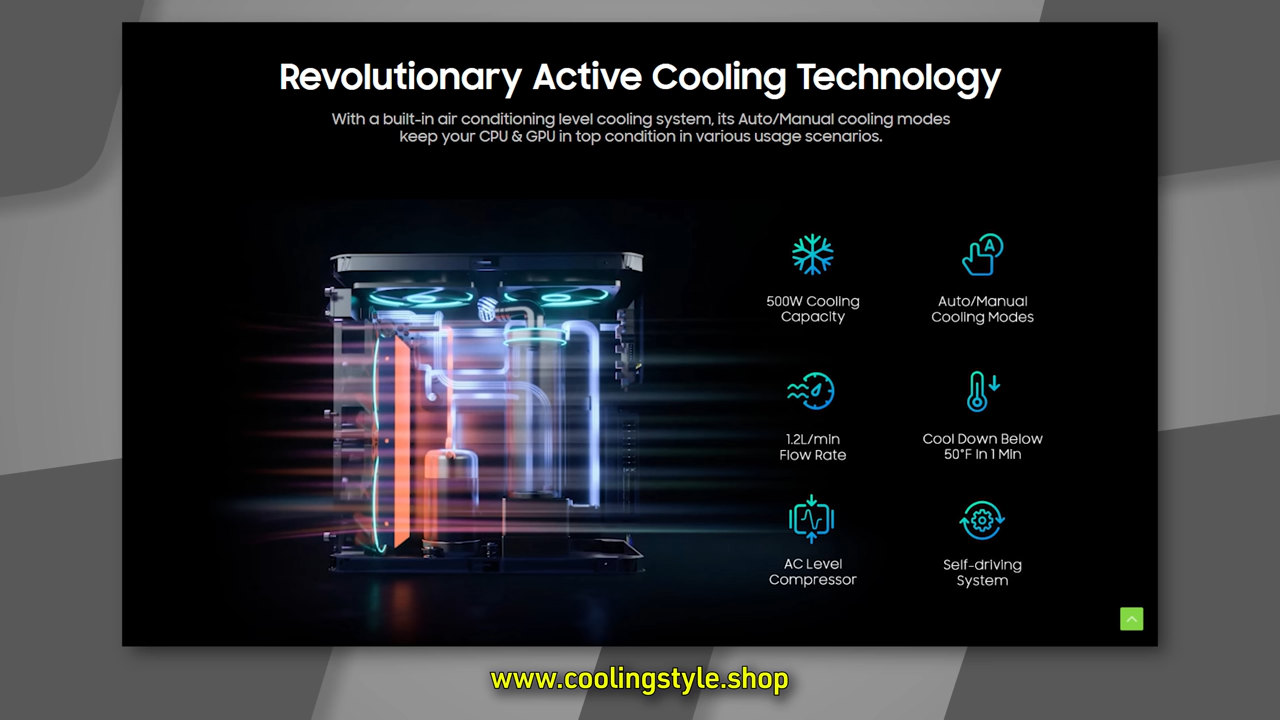 Revolutionary Active Cooling Technology
With a built-in air conditioning level cooling system, its Auto/Manual cooling modes
keep your CPU & GPU in top condition in various usage scenarios.
500W Cooling
Capacity
A
Auto/Manual
Cooling Modes
1.2L/min
Flow Rate
Cool Down Below
50°F In 1 Min
AC Level
Compressor
Self-driving
System
www.coolingstyle.shop